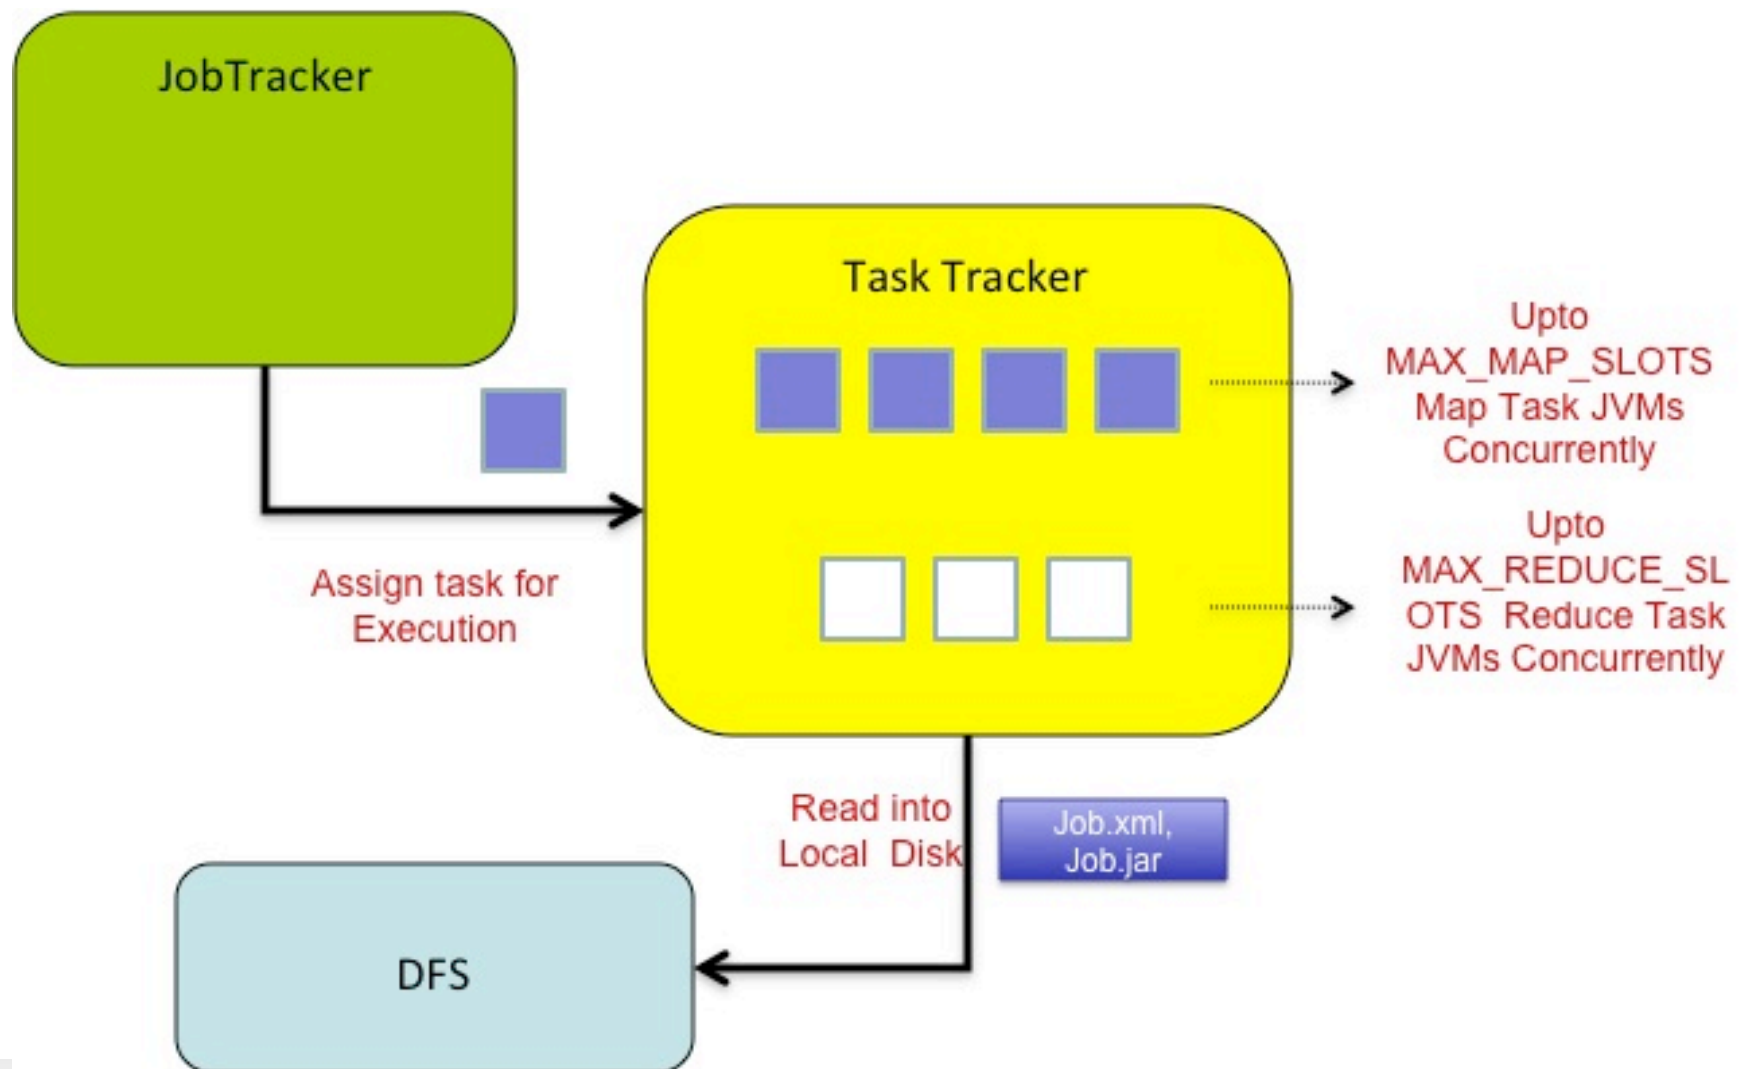 JobTracker
Task Tracker
Upto
MAX_MAP_SLOTS
Map Task JVMs
Concurrently
Upto
MAX_REDUCE_SL
OTS  Reduce Task
JVMs Concurrently
Assign task for
Execution
Read into
Local  Disk
Job.xml,
Job.jar
DFS